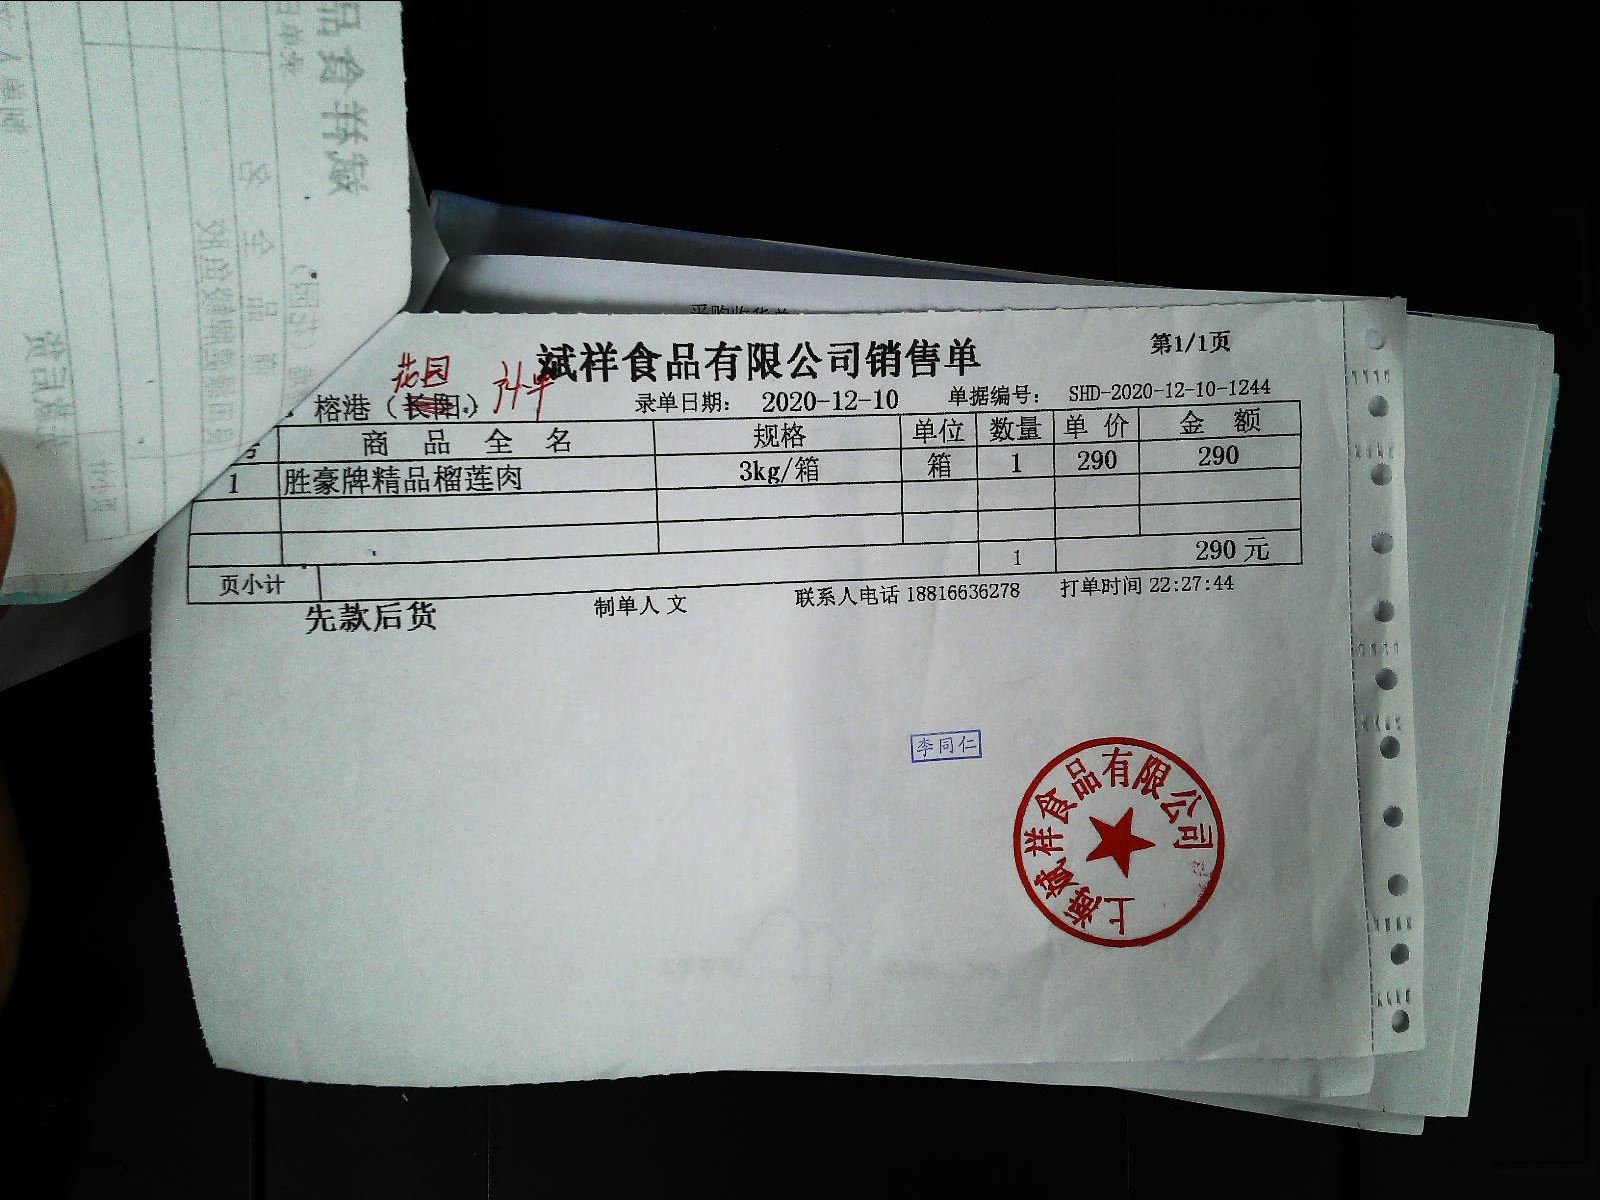 斌祥食品有限公司销售单
第1/1页
花园
榕港（长阳.）
录单日期： 2020-12-10
单据编号： SHD-2020-12-10-1244
号 商品全名 规格 单位 数量 单价 金额
1 胜豪牌精品榴莲肉 3kg/箱 箱 1 290 290
页小计 1 290元
先款后货 制单人 文 联系人电话 18816636278 打单时间 22:27:44
李同仁
上海斌祥食品有限公司